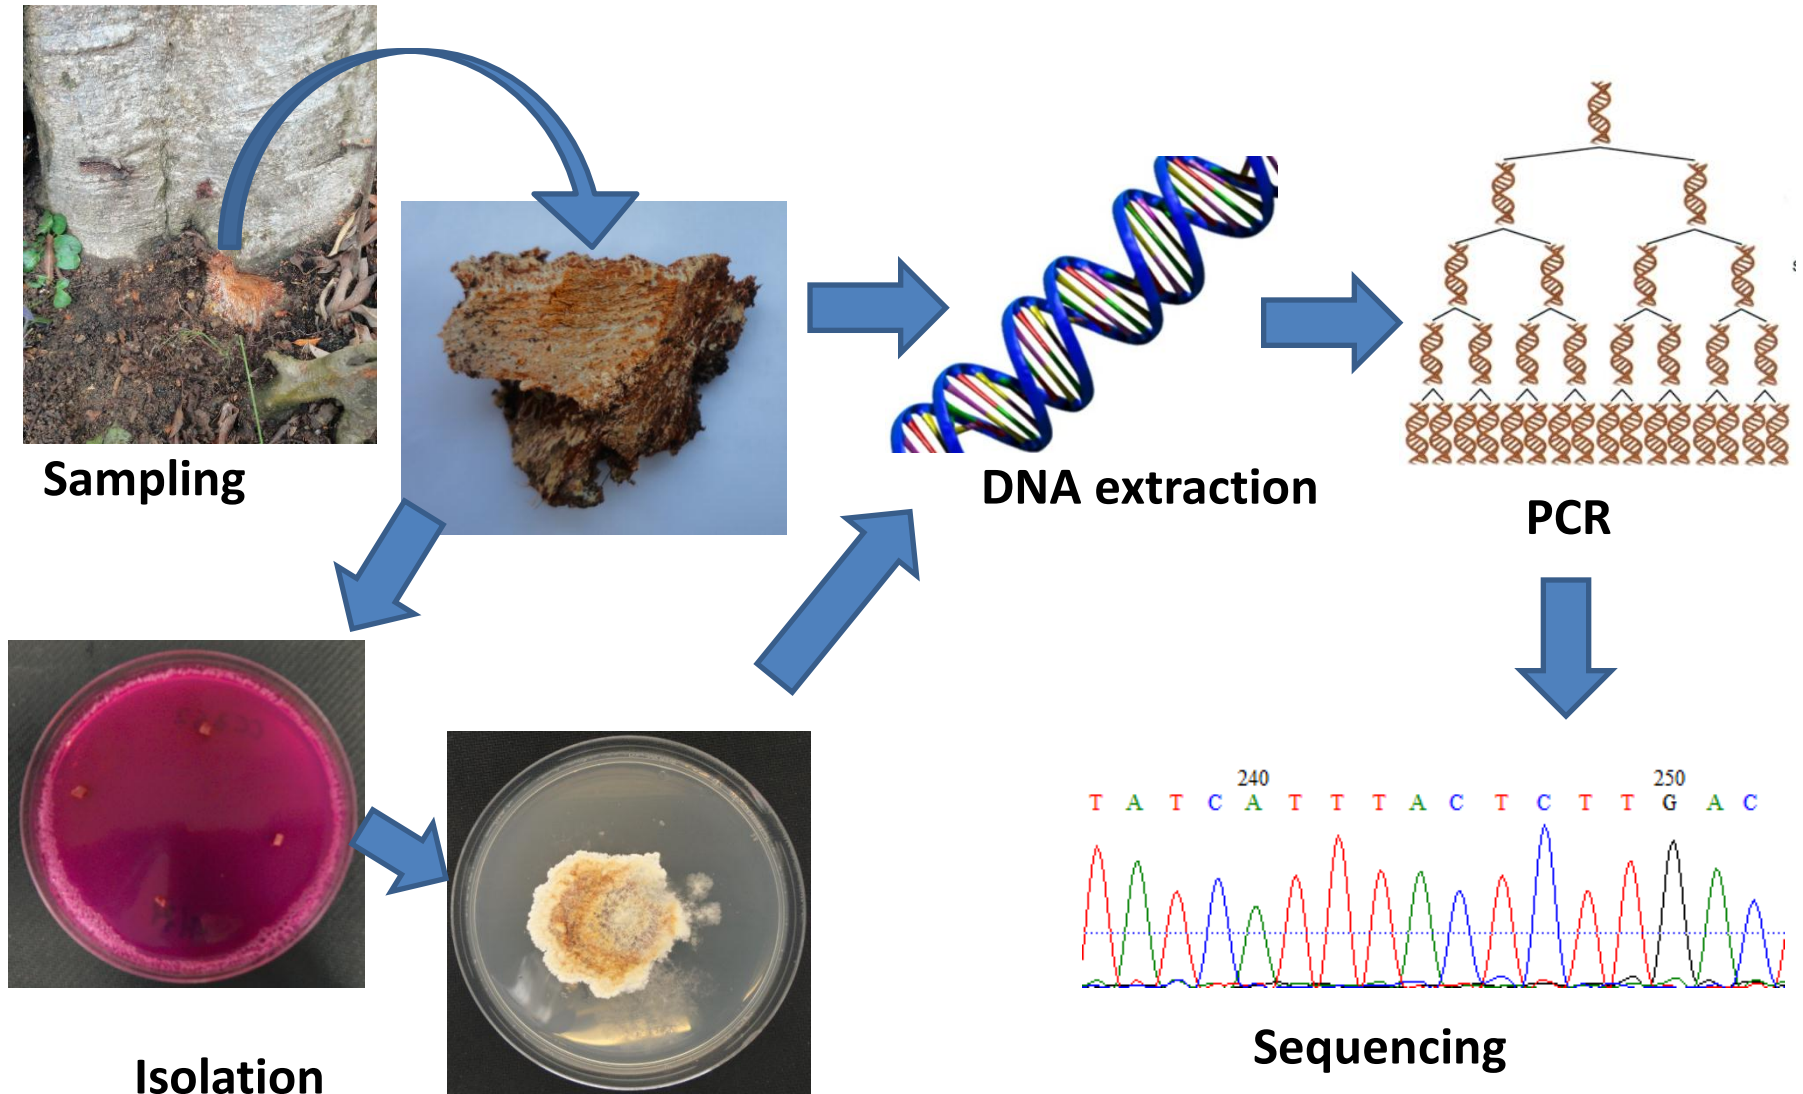 Sampling
DNA extraction
PCR
Isolation
240 250
T A T C A T T T A C T C T T G A C
Sequencing